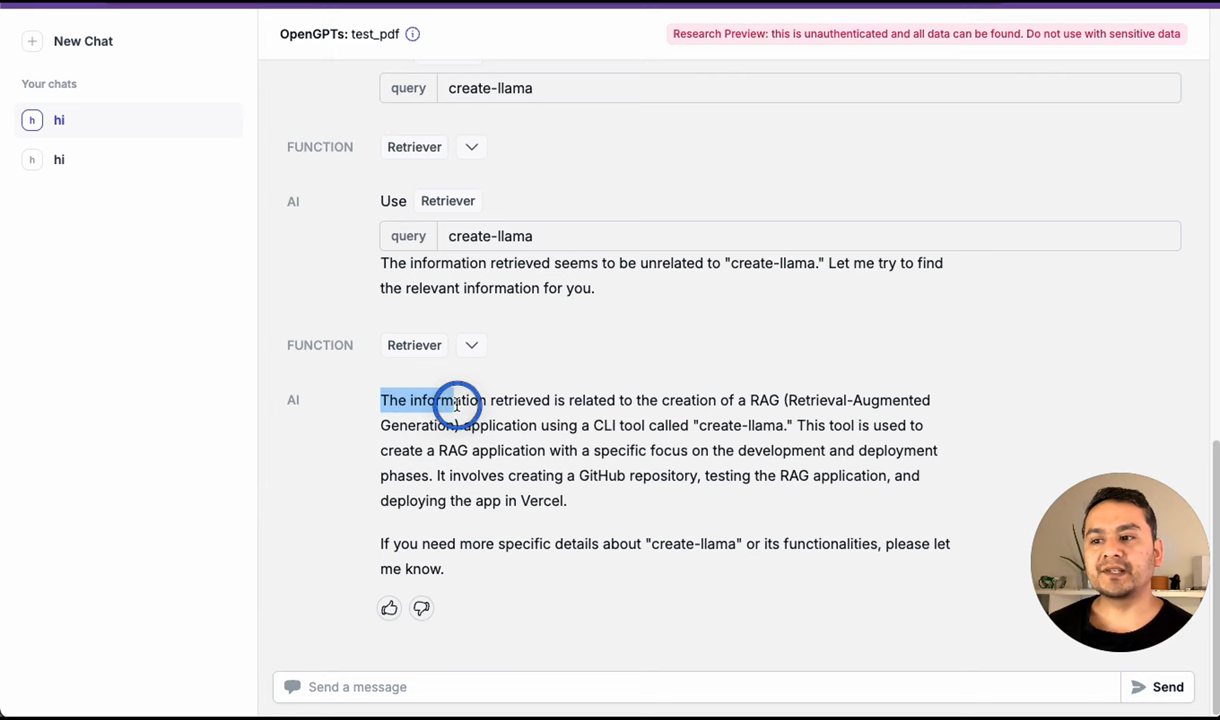 New Chat
Your chats
h hi
h hi
OpenGPTs: test_pdf
Research Preview: this is unauthenticated and all data can be found. Do not use with sensitive data
query create-llama
FUNCTION Retriever
AI Use Retriever
query create-llama
The information retrieved seems to be unrelated to "create-llama." Let me try to find
the relevant information for you.
FUNCTION Retriever
AI The information retrieved is related to the creation of a RAG (Retrieval-Augmented
Generation) application using a CLI tool called "create-llama." This tool is used to
create a RAG application with a specific focus on the development and deployment
phases. It involves creating a GitHub repository, testing the RAG application, and
deploying the app in Vercel.
If you need more specific details about "create-llama" or its functionalities, please let
me know.
Send a message
Send